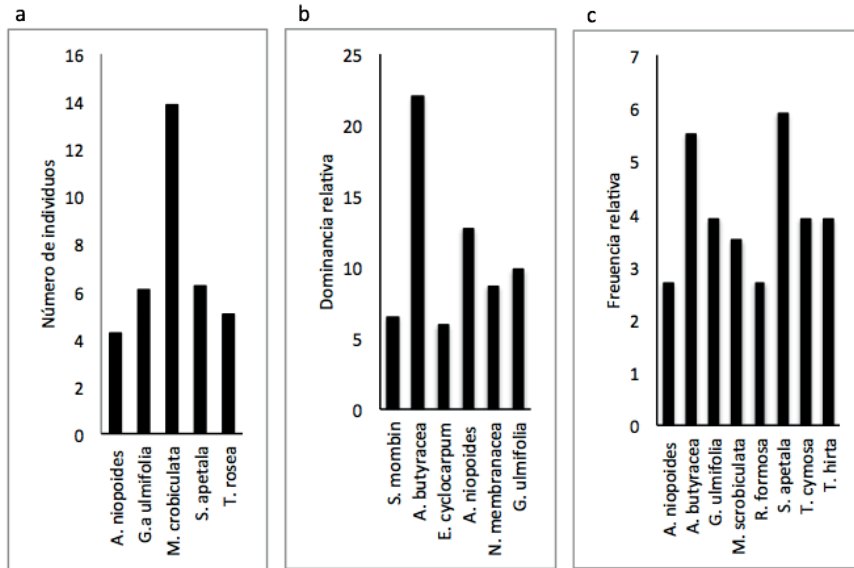 a
16
14
12
10
8
6
4
2
0
Número de individuos
A. niopoides
G.a ulmifolia
M. crobiculata
S. apetala
T. rosea
b
25
20
15
10
5
0
Dominancia relativa
S. mombin
A. butyracea
E. cyclocarpum
A. niopoides
N. membranacea
G. ulmifolia
c
7
6
5
4
3
2
1
0
Freuencia relativa
A. niopoides
A. butyracea
G. ulmifolia
M. scrobiculata
R. formosa
S. apetala
T. cymosa
T. hirta